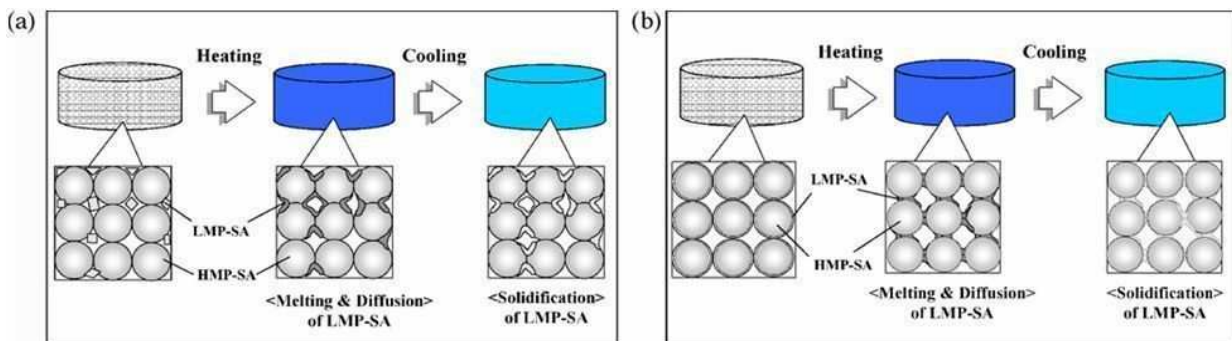 (a)
Heating
Cooling
LMP-SA
HMP-SA
<Melting & Diffusion>
of LMP-SA
<Solidification>
of LMP-SA
(b)
Heating
Cooling
LMP-SA
HMP-SA
<Melting & Diffusion>
of LMP-SA
<Solidification>
of LMP-SA